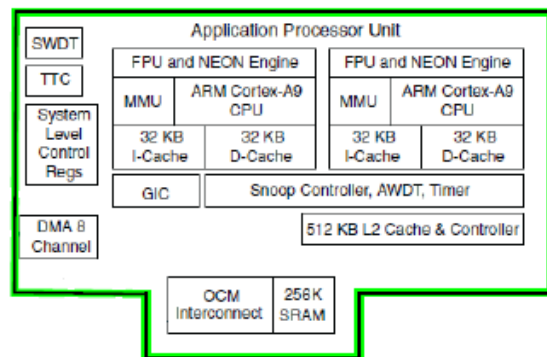 Application Processor Unit
SWDT
TTC
System
Level
Control
Regs
DMA 8
Channel
FPU and NEON Engine
MMU
ARM Cortex-A9
CPU
32 KB
I-Cache
32 KB
D-Cache
FPU and NEON Engine
MMU
ARM Cortex-A9
CPU
32 KB
I-Cache
32 KB
D-Cache
GIC
Snoop Controller, AWDT, Timer
512 KB L2 Cache & Controller
OCM
Interconnect
256K
SRAM